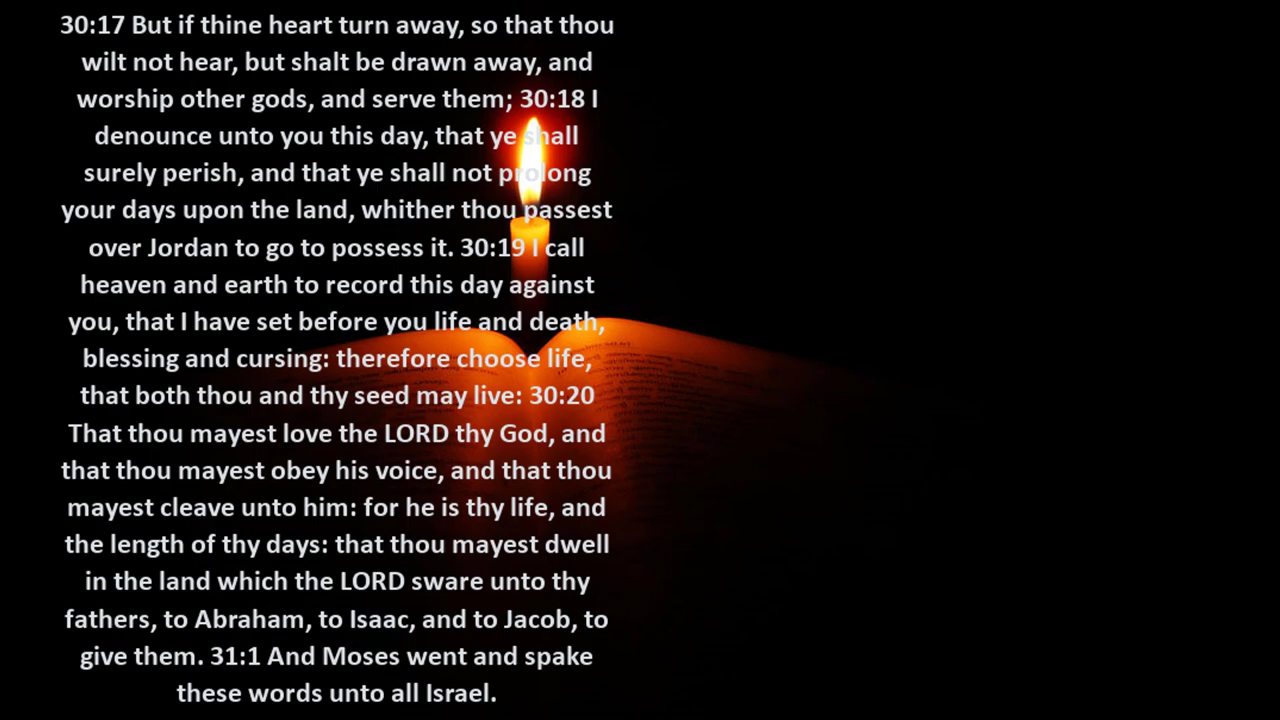 30:17 But if thine heart turn away, so that thou
wilt not hear, but shalt be drawn away, and
worship other gods, and serve them; 30:18 I
denounce unto you this day, that ye shall
surely perish, and that ye shall not prolong
your days upon the land, whither thou passest
over Jordan to go to possess it. 30:19 I call
heaven and earth to record this day against
you, that I have set before you life and death,
blessing and cursing: therefore choose life,
that both thou and thy seed may live: 30:20
That thou mayest love the LORD thy God, and
that thou mayest obey his voice, and that thou
mayest cleave unto him: for he is thy life, and
the length of thy days: that thou mayest dwell
in the land which the LORD sware unto thy
fathers, to Abraham, to Isaac, and to Jacob, to
give them. 31:1 And Moses went and spake
these words unto all Israel.